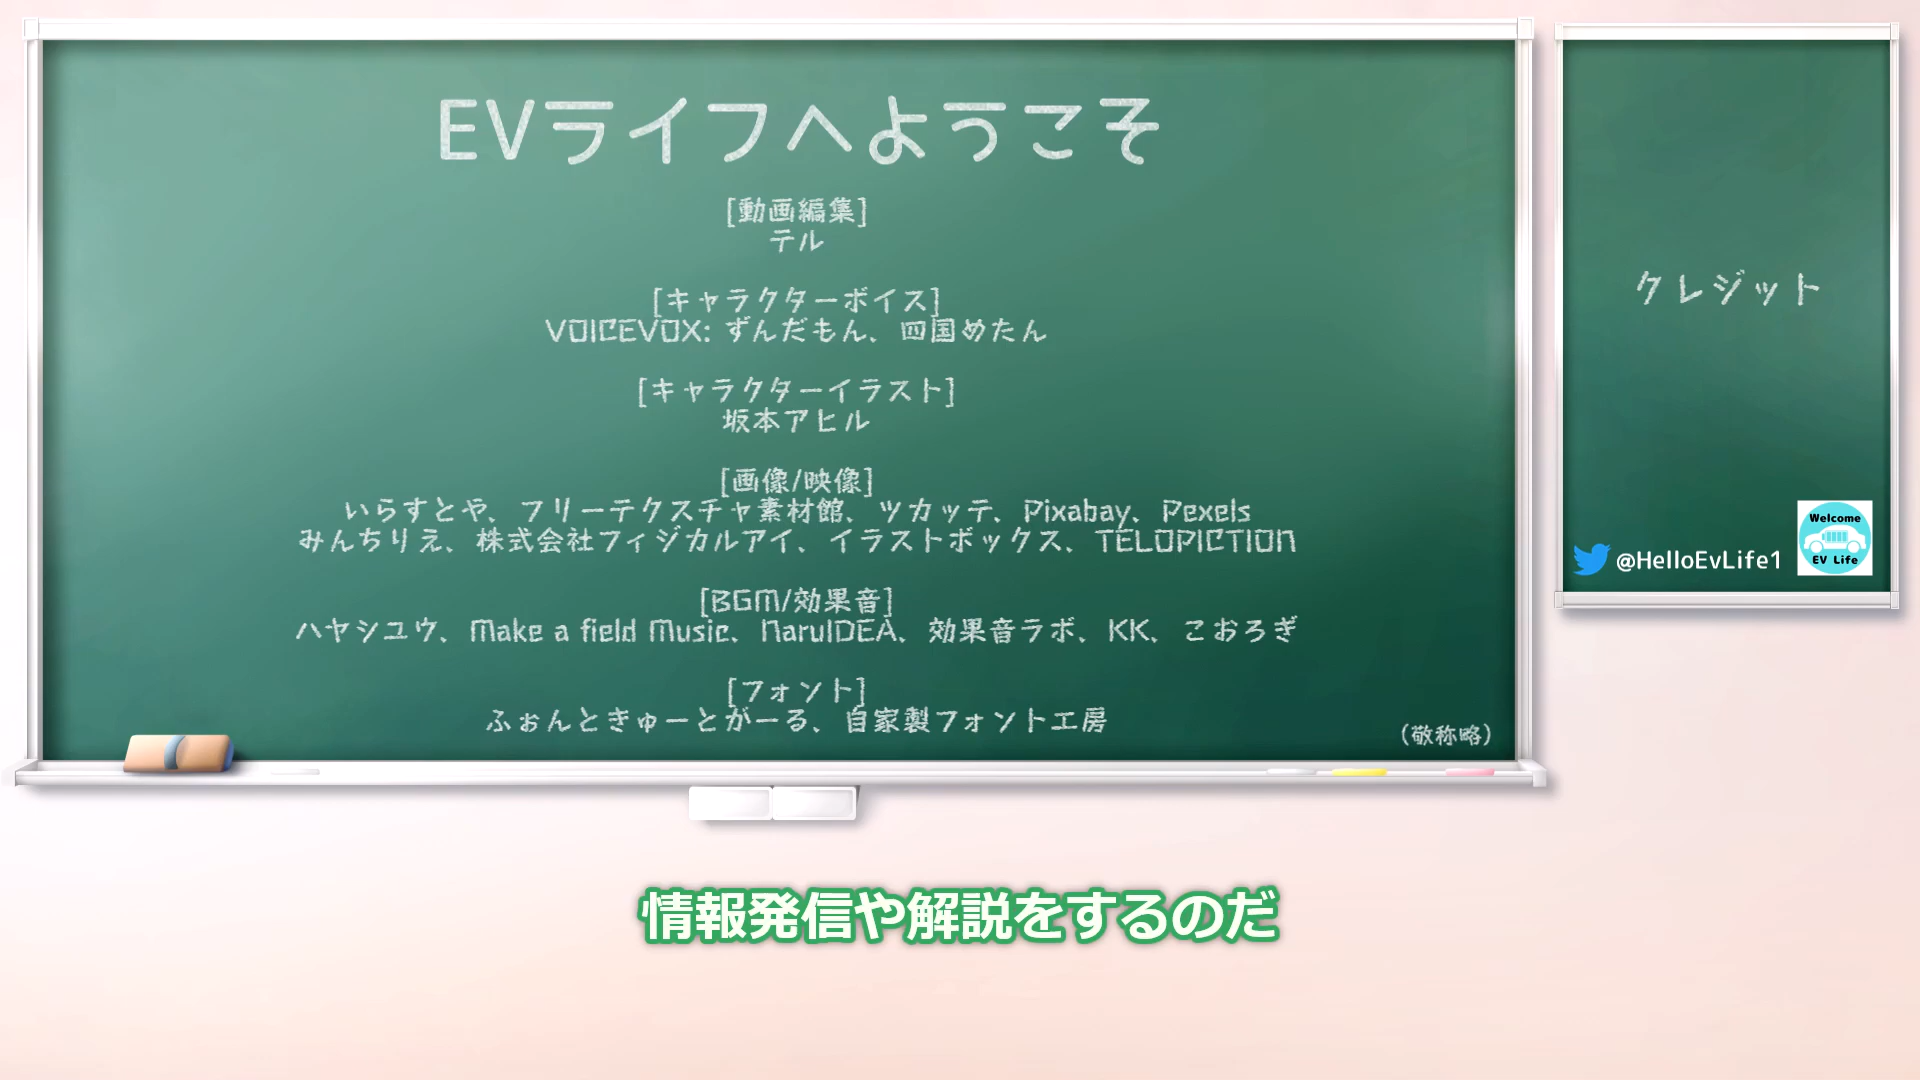 EVライフへようこそ
[動画編集]
テル
[キャラクターボイス]
VOICEVOX: ずんだもん、四国めたん
[キャラクターイラスト]
坂本アヒル
[画像/映像]
いらすとや、フリーテクスチャ素材館、ツカッテ、Pixabay、Pexels
みんちりえ、株式会社フィジカルアイ、イラストボックス、TELOPICTION
[BGM/効果音]
ハヤシユウ、Make a field Music、NaruIDEA、効果音ラボ、KK、こおろぎ
[フォント]
ふぉんときゅーとがーる、自家製フォント工房
(敬称略)
クレジット
@HelloEvLife1
Welcome
EV Life
情報発信や解説をするのだ